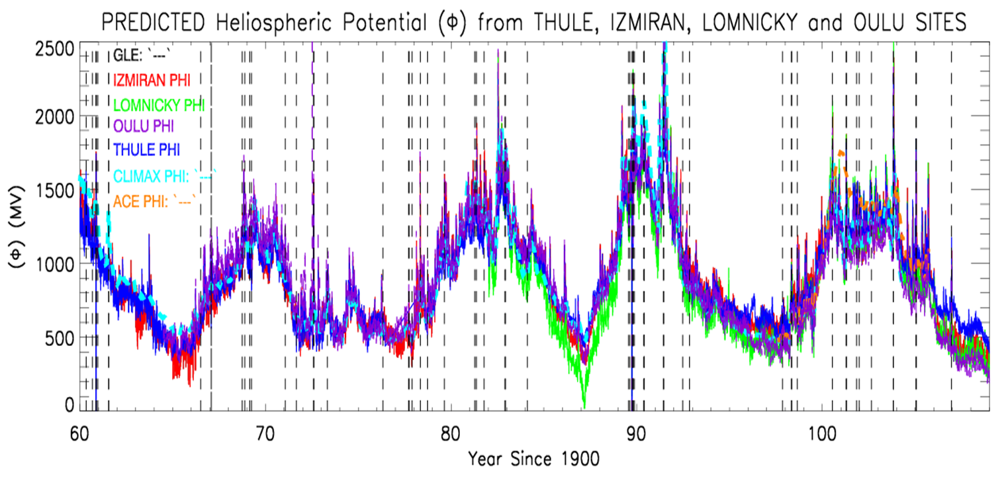 PREDICTED Heliospheric Potential (Φ) from THULE, IZMIRAN, LOMNICKY and OULU SITES
2500
GLE: `---`
IZMIRAN PHI
LOMNICKY PHI
2000
OULU PHI
THULE PHI
CLIMAX PHI: `---`
1500
ACE PHI: `---`
(Φ) (MV)
1000
500
0
60 70 80 90 100
Year Since 1900